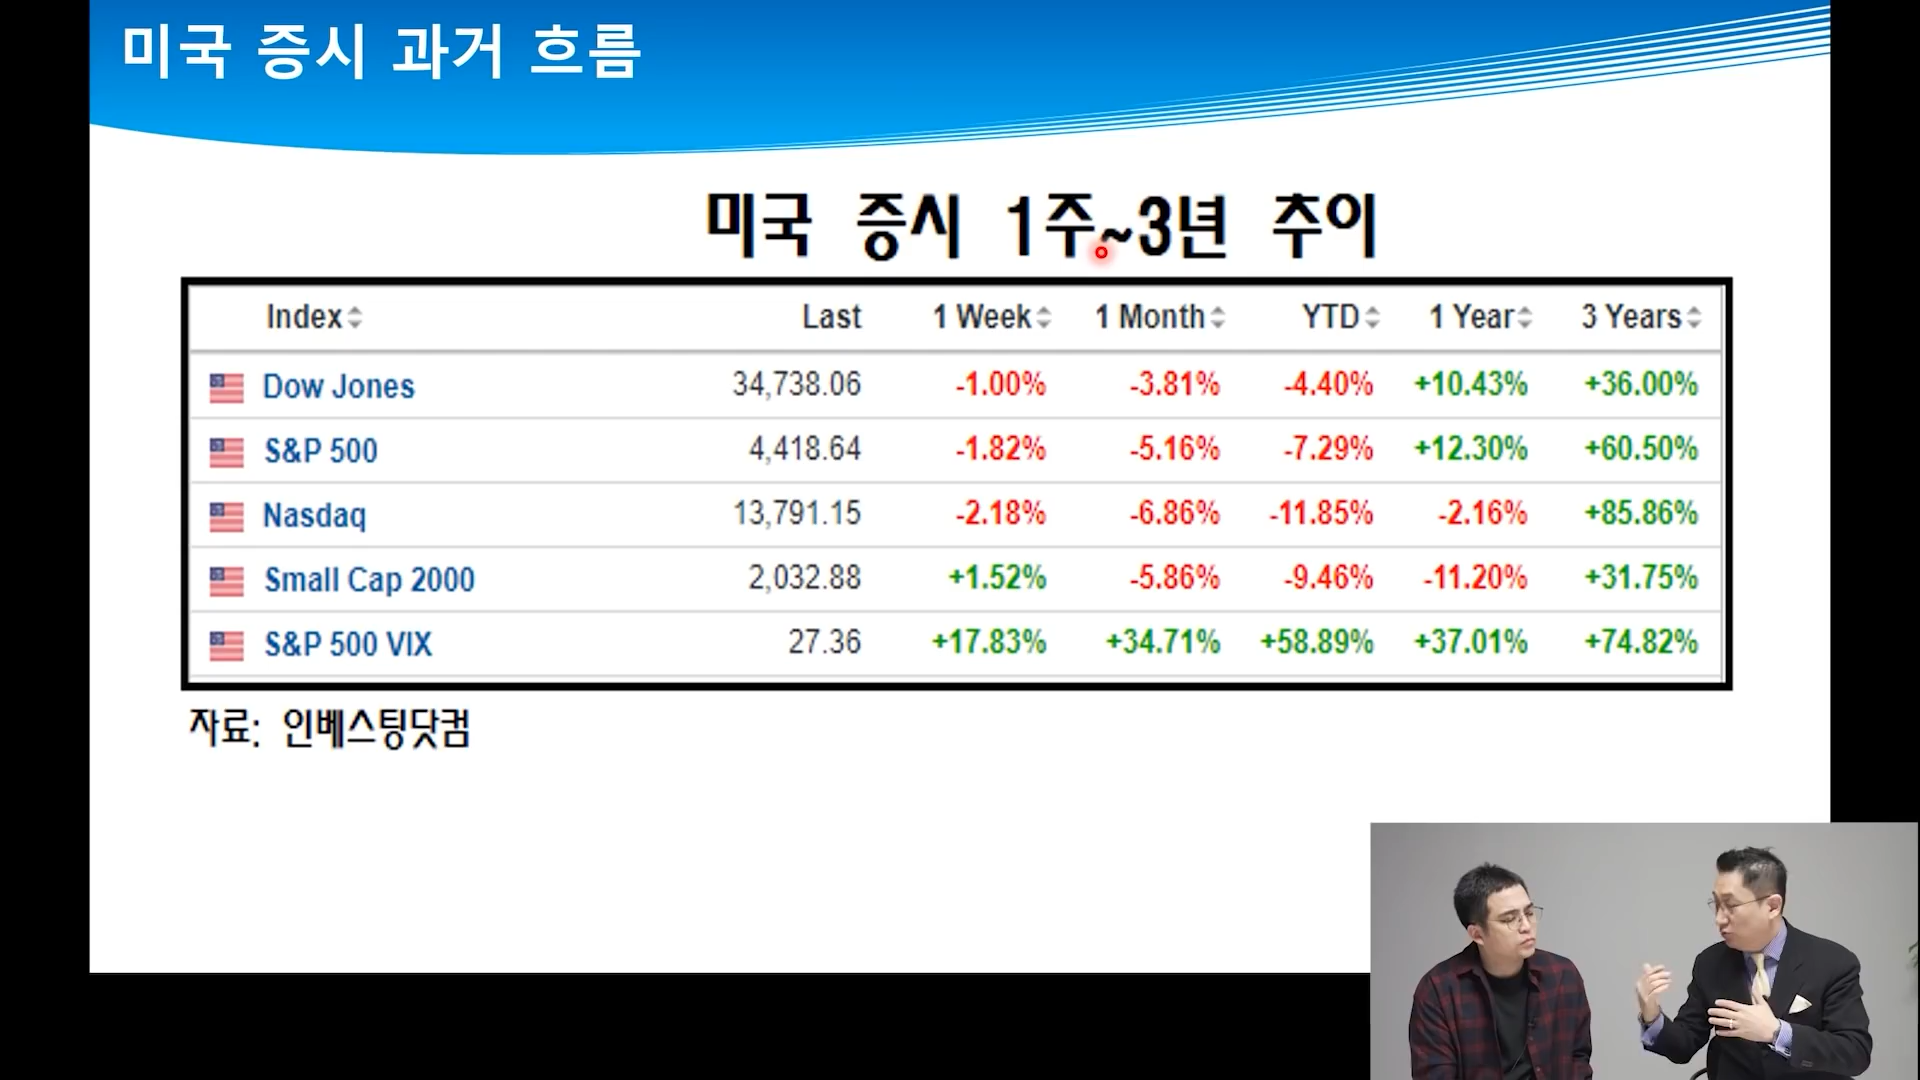 미국 증시 과거 흐름
미국 증시 1주~3년 추이
Index Last 1 Week 1 Month YTD 1 Year 3 Years
Dow Jones 34,738.06 -1.00% -3.81% -4.40% +10.43% +36.00%
S&P 500 4,418.64 -1.82% -5.16% -7.29% +12.30% +60.50%
Nasdaq 13,791.15 -2.18% -6.86% -11.85% -2.16% +85.86%
Small Cap 2000 2,032.88 +1.52% -5.86% -9.46% -11.20% +31.75%
S&P 500 VIX 27.36 +17.83% +34.71% +58.89% +37.01% +74.82%
자료: 인베스팅닷컴